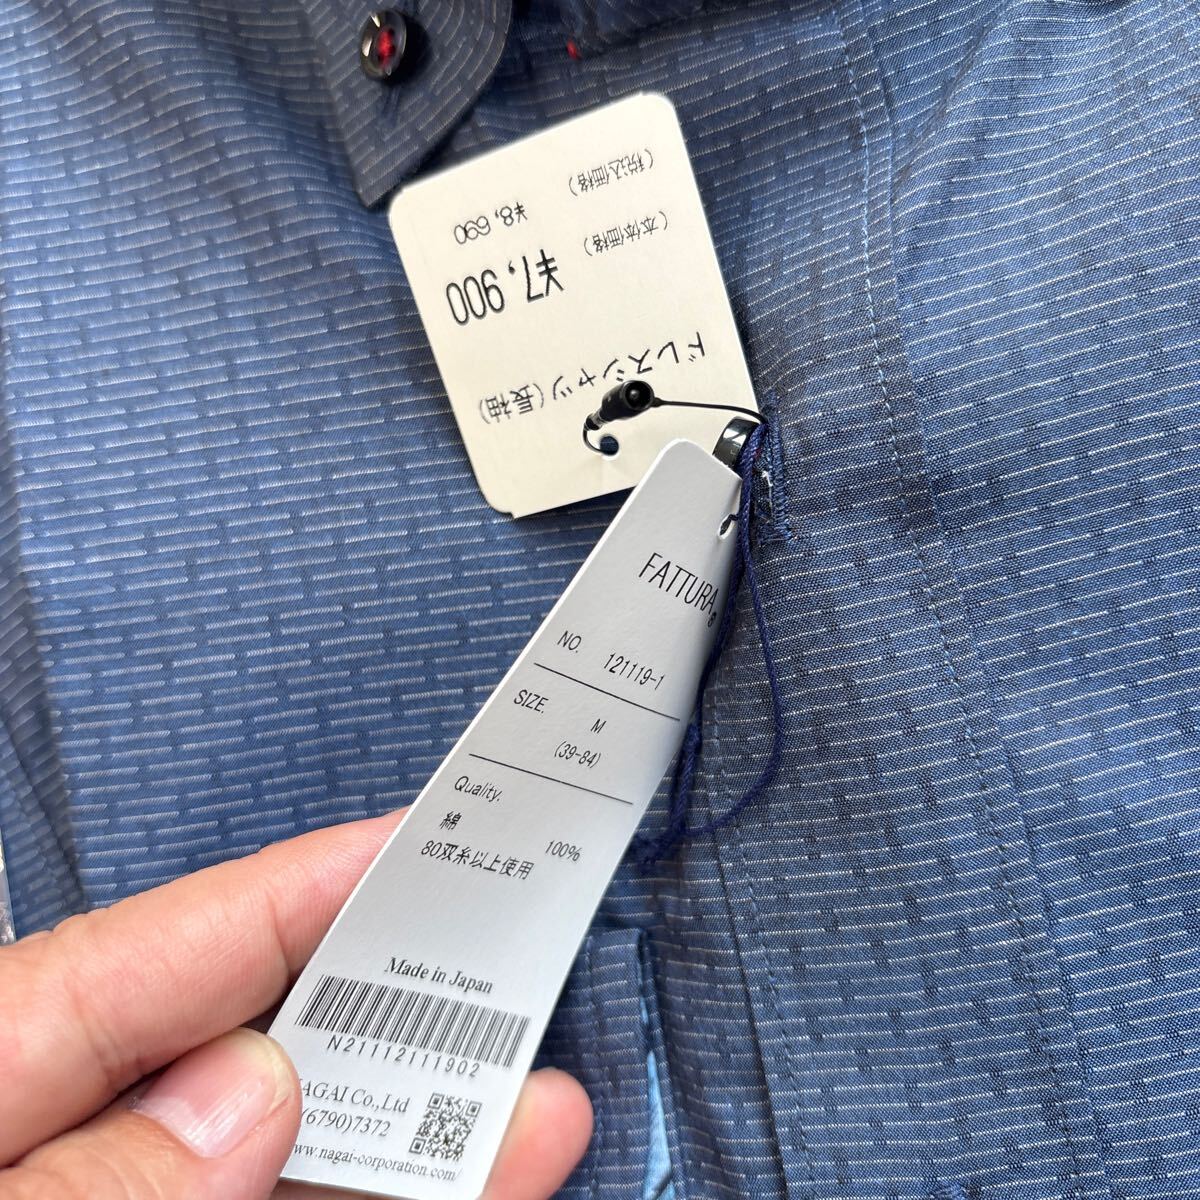 ドレスシャツ(長袖)
(本体価格)
¥7,900
(税込価格)
¥8,690
FATTURA®
NO. 121119-1
SIZE. M
(39-84)
Quality.
綿 100%
80双糸以上使用
Made in Japan
N21112111902
AGAI Co.,Ltd
(6790)7372
ww.nagai-corporation.com/